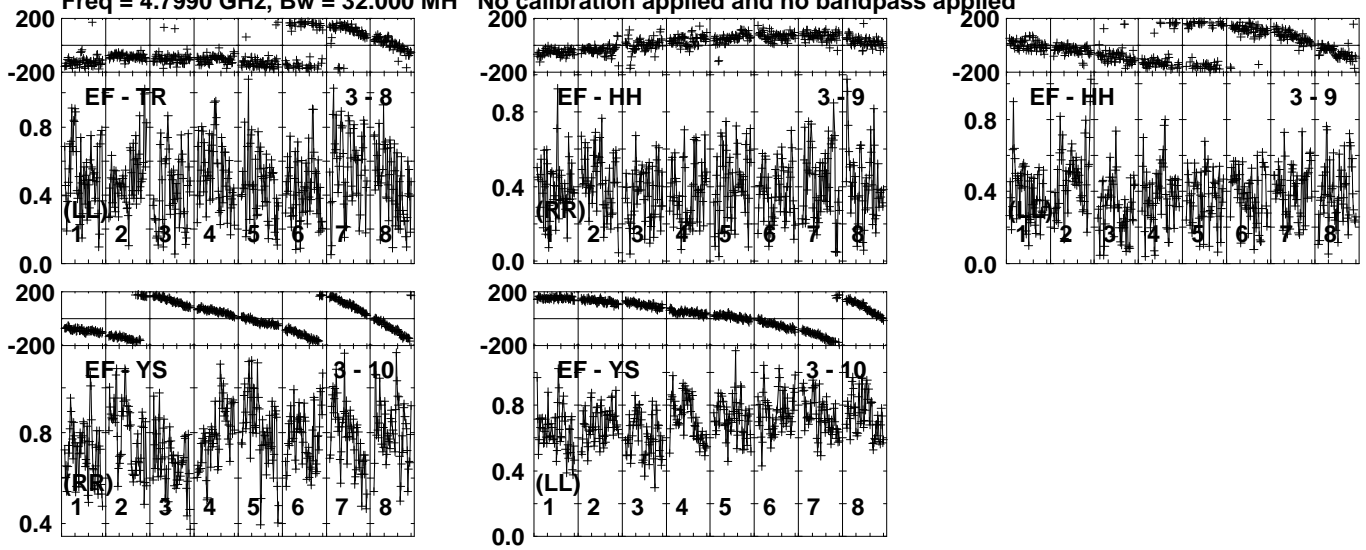 Freq = 4.7990 GHz, Bw = 32.000 MH No calibration applied and no bandpass applied
200
-200
EF - TR 3 - 8
0.8
0.4
(LL)
1 2 3 4 5 6 7 8
0.0
200
-200
EF - HH 3 - 9
0.8
0.4
(RR)
1 2 3 4 5 6 7 8
0.0
200
-200
EF - HH 3 - 9
0.8
0.4
(LL)
1 2 3 4 5 6 7 8
0.0
200
-200
EF - YS 3 - 10
0.8
(RR)
1 2 3 4 5 6 7 8
0.4
200
-200
EF - YS 3 - 10
0.8
0.4
(LL)
1 2 3 4 5 6 7 8
0.0